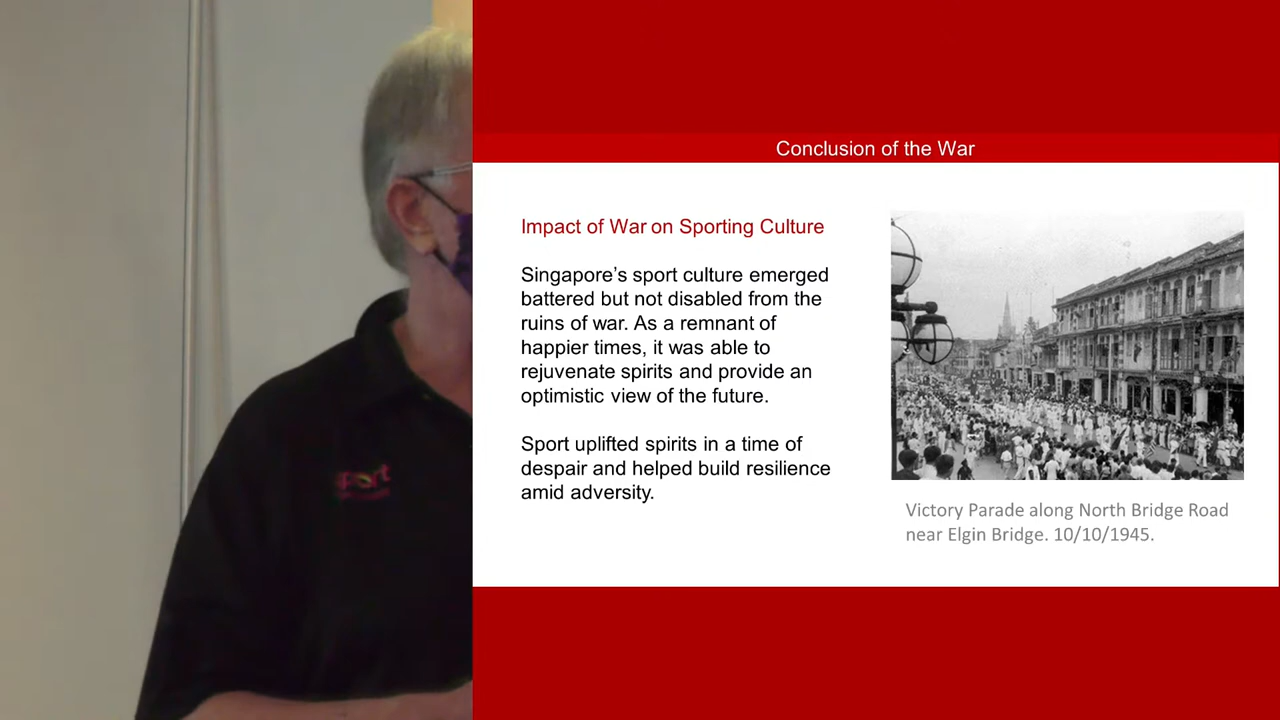 Conclusion of the War
Impact of War on Sporting Culture
Singapore’s sport culture emerged
battered but not disabled from the
ruins of war. As a remnant of
happier times, it was able to
rejuvenate spirits and provide an
optimistic view of the future.
Sport uplifted spirits in a time of
despair and helped build resilience
amid adversity.
Victory Parade along North Bridge Road
near Elgin Bridge. 10/10/1945.
sport